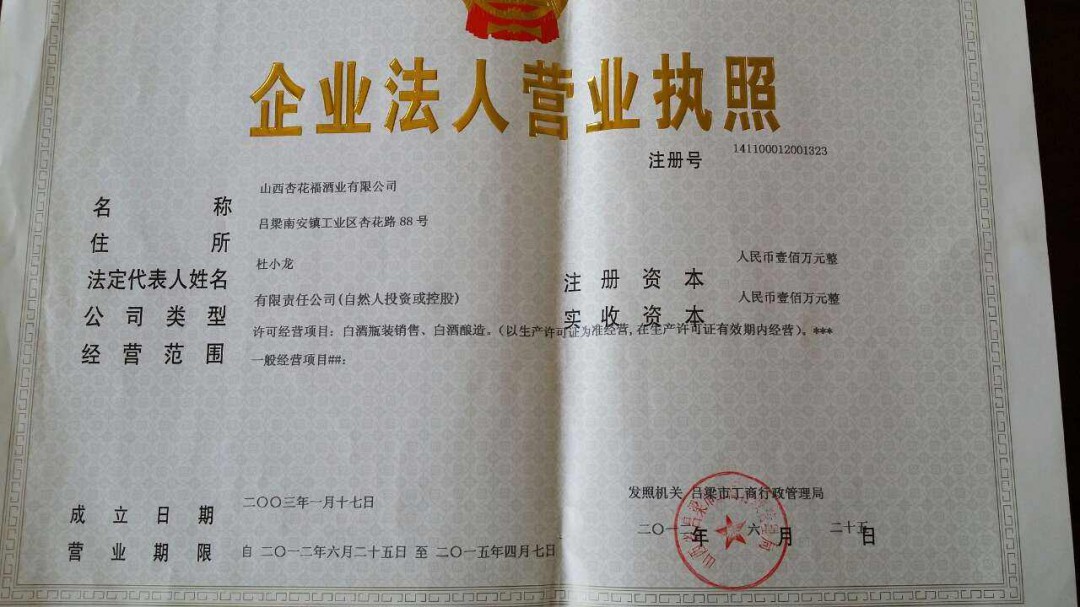 企业法人营业执照
注册号 141100012001323
名称 山西杏花福酒业有限公司
住所 吕梁南安镇工业区杏花路88号
法定代表人姓名 杜小龙
注册资本 人民币壹佰万元整
公司类型 有限责任公司(自然人投资或控股)
实收资本 人民币壹佰万元整
经营范围 许可经营项目：白酒瓶装销售、白酒酿造。（以生产许可证为准经营，在生产许可证有效期内经营）。***
一般经营项目##：
发照机关 吕梁市工商行政管理局
成立日期 二〇〇三年一月十七日
二〇一 年 六 月 二十五 日
营业期限 自 二〇一二年六月二十五日 至 二〇一五年四月七日